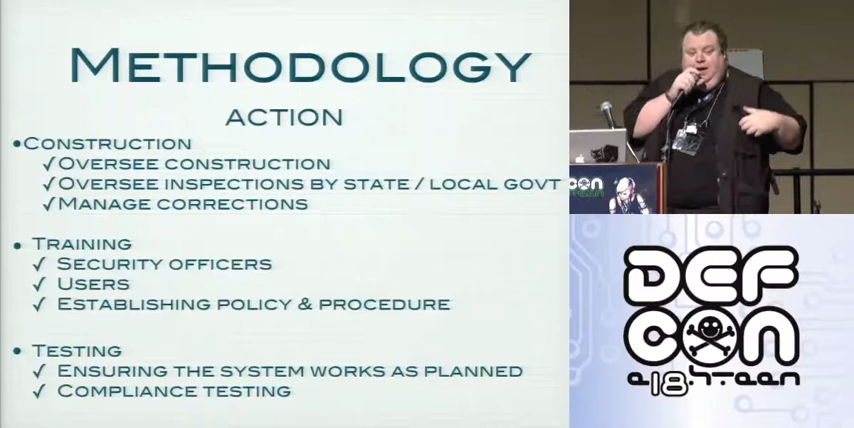 METHODOLOGY
ACTION
•CONSTRUCTION
✓OVERSEE CONSTRUCTION
✓OVERSEE INSPECTIONS BY STATE / LOCAL GOVT
✓MANAGE CORRECTIONS
• TRAINING
✓ SECURITY OFFICERS
✓ USERS
✓ ESTABLISHING POLICY & PROCEDURE
• TESTING
✓ ENSURING THE SYSTEM WORKS AS PLANNED
✓ COMPLIANCE TESTING
DEF
CON
e18hteen